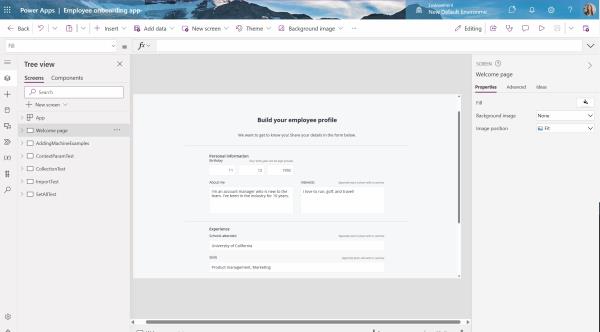 Power Apps | Employee onboarding app
Environment
New Default Environme...
Back
Insert
Add data
New screen
Theme
Background image
Editing
Fill
=
fx
Tree view
Screens
Components
Search
New screen
App
Welcome page
AddingMachineExamples
ContextParamTest
CollectionTest
ImportTest
SetAllTest
Build your employee profile
We want to get to know you! Share your details in the form below.
Personal information
Birthday
11
12
1996
About me
Interests
I'm an account manager who is new to the
team. I've been in the industry for 10 years.
I love to run, golf, and travel!
Experience
Schools attended
University of California
Skills
Product management, Marketing
SCREEN
Welcome page
Properties
Advanced
Ideas
Fill
Background image
None
Image position
Fit